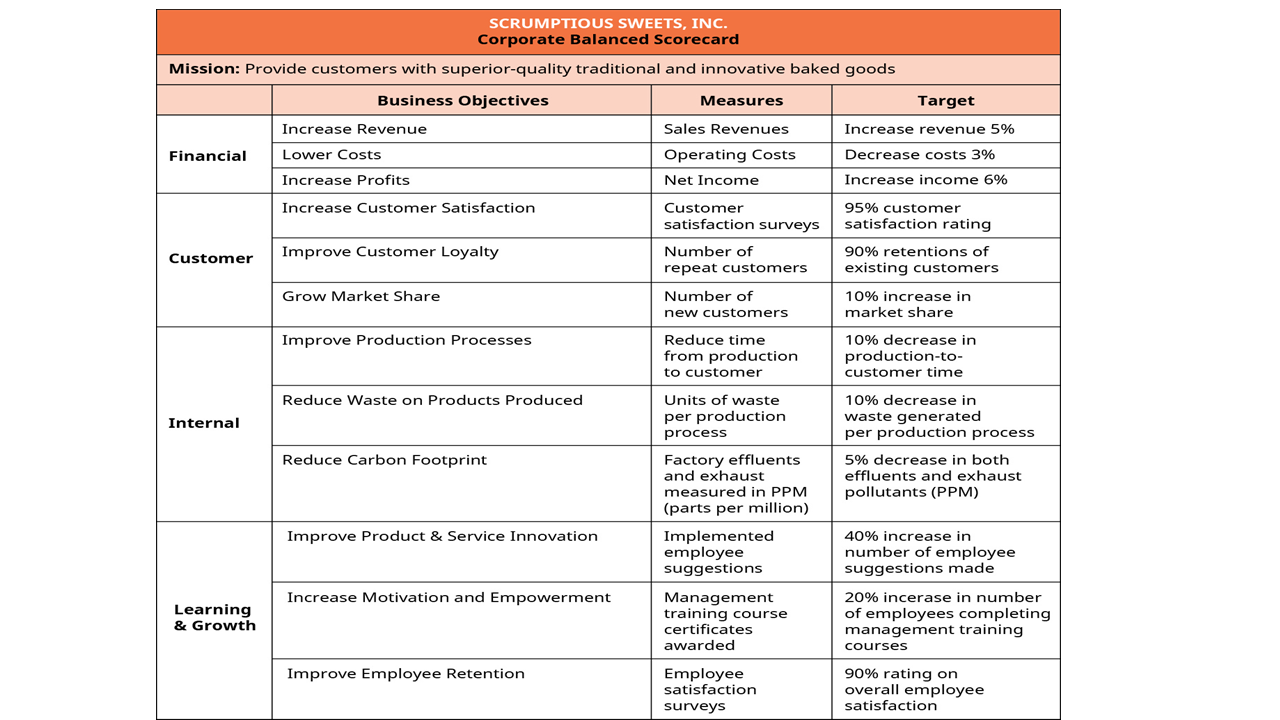 SCRUMPTIOUS SWEETS, INC.
Corporate Balanced Scorecard
Mission: Provide customers with superior-quality traditional and innovative baked goods
Business Objectives
Measures
Target
Financial
Increase Revenue
Sales Revenues
Increase revenue 5%
Lower Costs
Operating Costs
Decrease costs 3%
Increase Profits
Net Income
Increase income 6%
Customer
Increase Customer Satisfaction
Customer
satisfaction surveys
95% customer
satisfaction rating
Improve Customer Loyalty
Number of
repeat customers
90% retentions of
existing customers
Grow Market Share
Number of
new customers
10% increase in
market share
Internal
Improve Production Processes
Reduce time
from production
to customer
10% decrease in
production-to-
customer time
Reduce Waste on Products Produced
Units of waste
per production
process
10% decrease in
waste generated
per production process
Reduce Carbon Footprint
Factory effluents
and exhaust
measured in PPM
(parts per million)
5% decrease in both
effluents and exhaust
pollutants (PPM)
Learning
& Growth
Improve Product & Service Innovation
Implemented
employee
suggestions
40% increase in
number of employee
suggestions made
Increase Motivation and Empowerment
Management
training course
certificates
awarded
20% incerase in number
of employees completing
management training
courses
Improve Employee Retention
Employee
satisfaction
surveys
90% rating on
overall employee
satisfaction